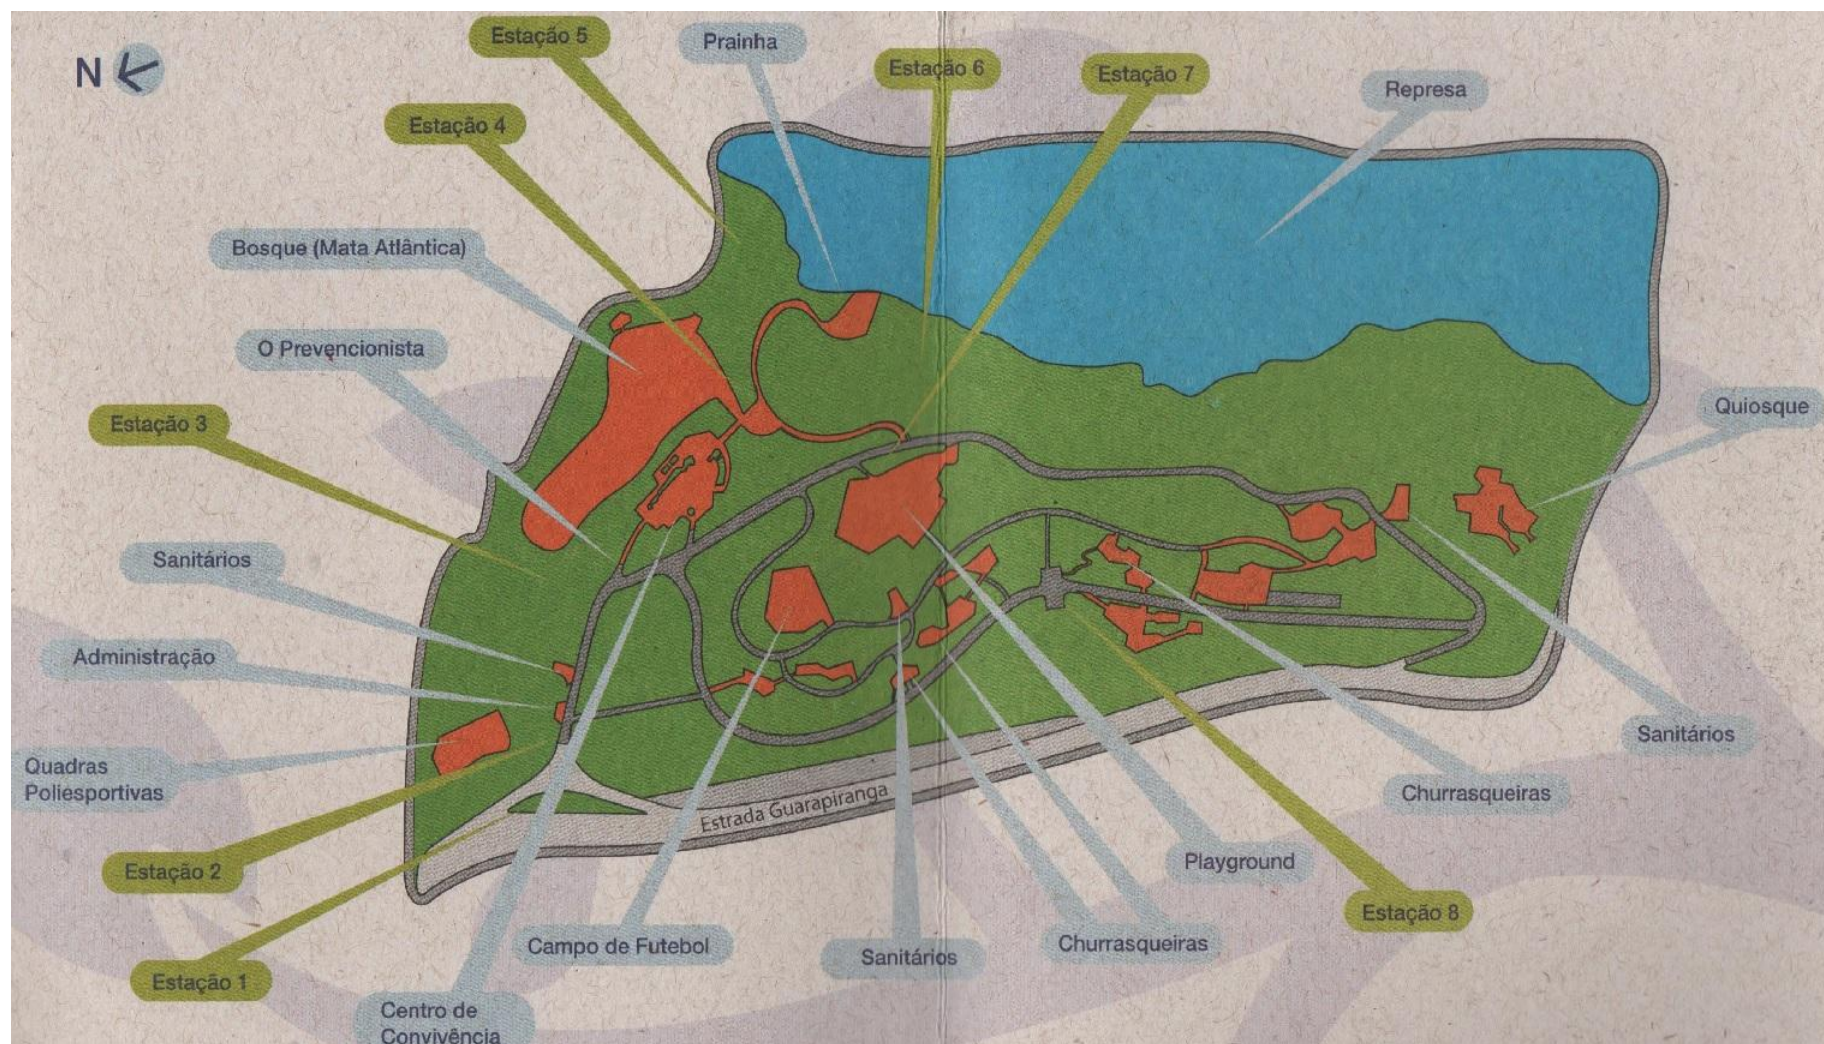 Estação 5
Prainha
Estação 6
Estação 7
N
Represa
Estação 4
Bosque (Mata Atlântica)
O Prevencionista
Quiosque
Estação 3
Sanitários
Administração
Sanitários
Quadras
Poliesportivas
Churrasqueiras
Estrada Guarapiranga
Playground
Estação 2
Estação 8
Campo de Futebol
Churrasqueiras
Sanitários
Estação 1
Centro de
Convivência